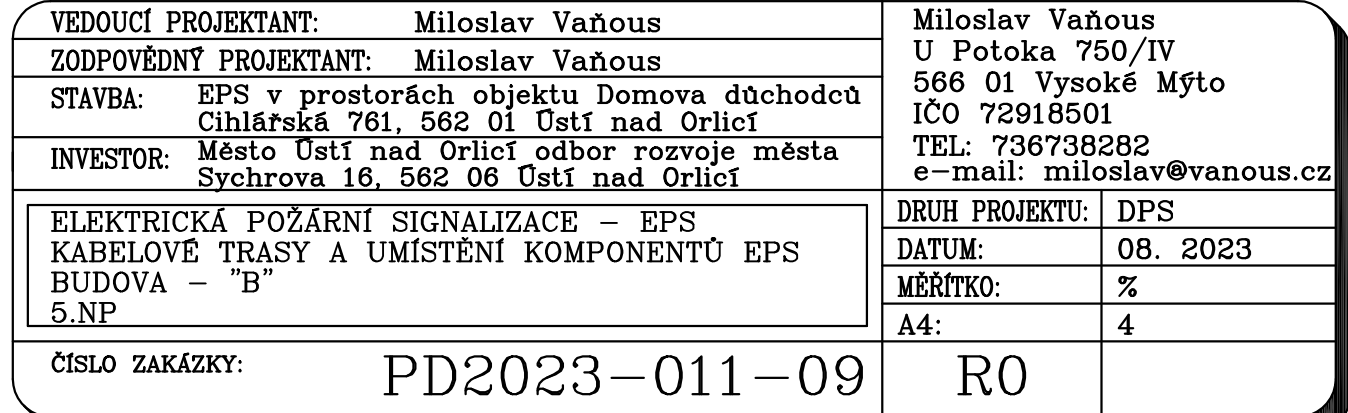 VEDOUCÍ PROJEKTANT: Miloslav Vaňous
ZODPOVĚDNÝ PROJEKTANT: Miloslav Vaňous
STAVBA: EPS v prostorách objektu Domova důchodců
Cihlářská 761, 562 01 Ústí nad Orlicí
INVESTOR: Město Ústí nad Orlicí odbor rozvoje města
Sychrova 16, 562 06 Ústí nad Orlicí
Miloslav Vaňous
U Potoka 750/IV
566 01 Vysoké Mýto
IČO 72918501
TEL: 736738282
e-mail: miloslav@vanous.cz
ELEKTRICKÁ POŽÁRNÍ SIGNALIZACE - EPS
KABELOVÉ TRASY A UMÍSTĚNÍ KOMPONENTŮ EPS
BUDOVA - "B"
5.NP
DRUH PROJEKTU: DPS
DATUM: 08. 2023
MĚŘÍTKO: %
A4: 4
ČÍSLO ZAKÁZKY: PD2023-011-09 R0